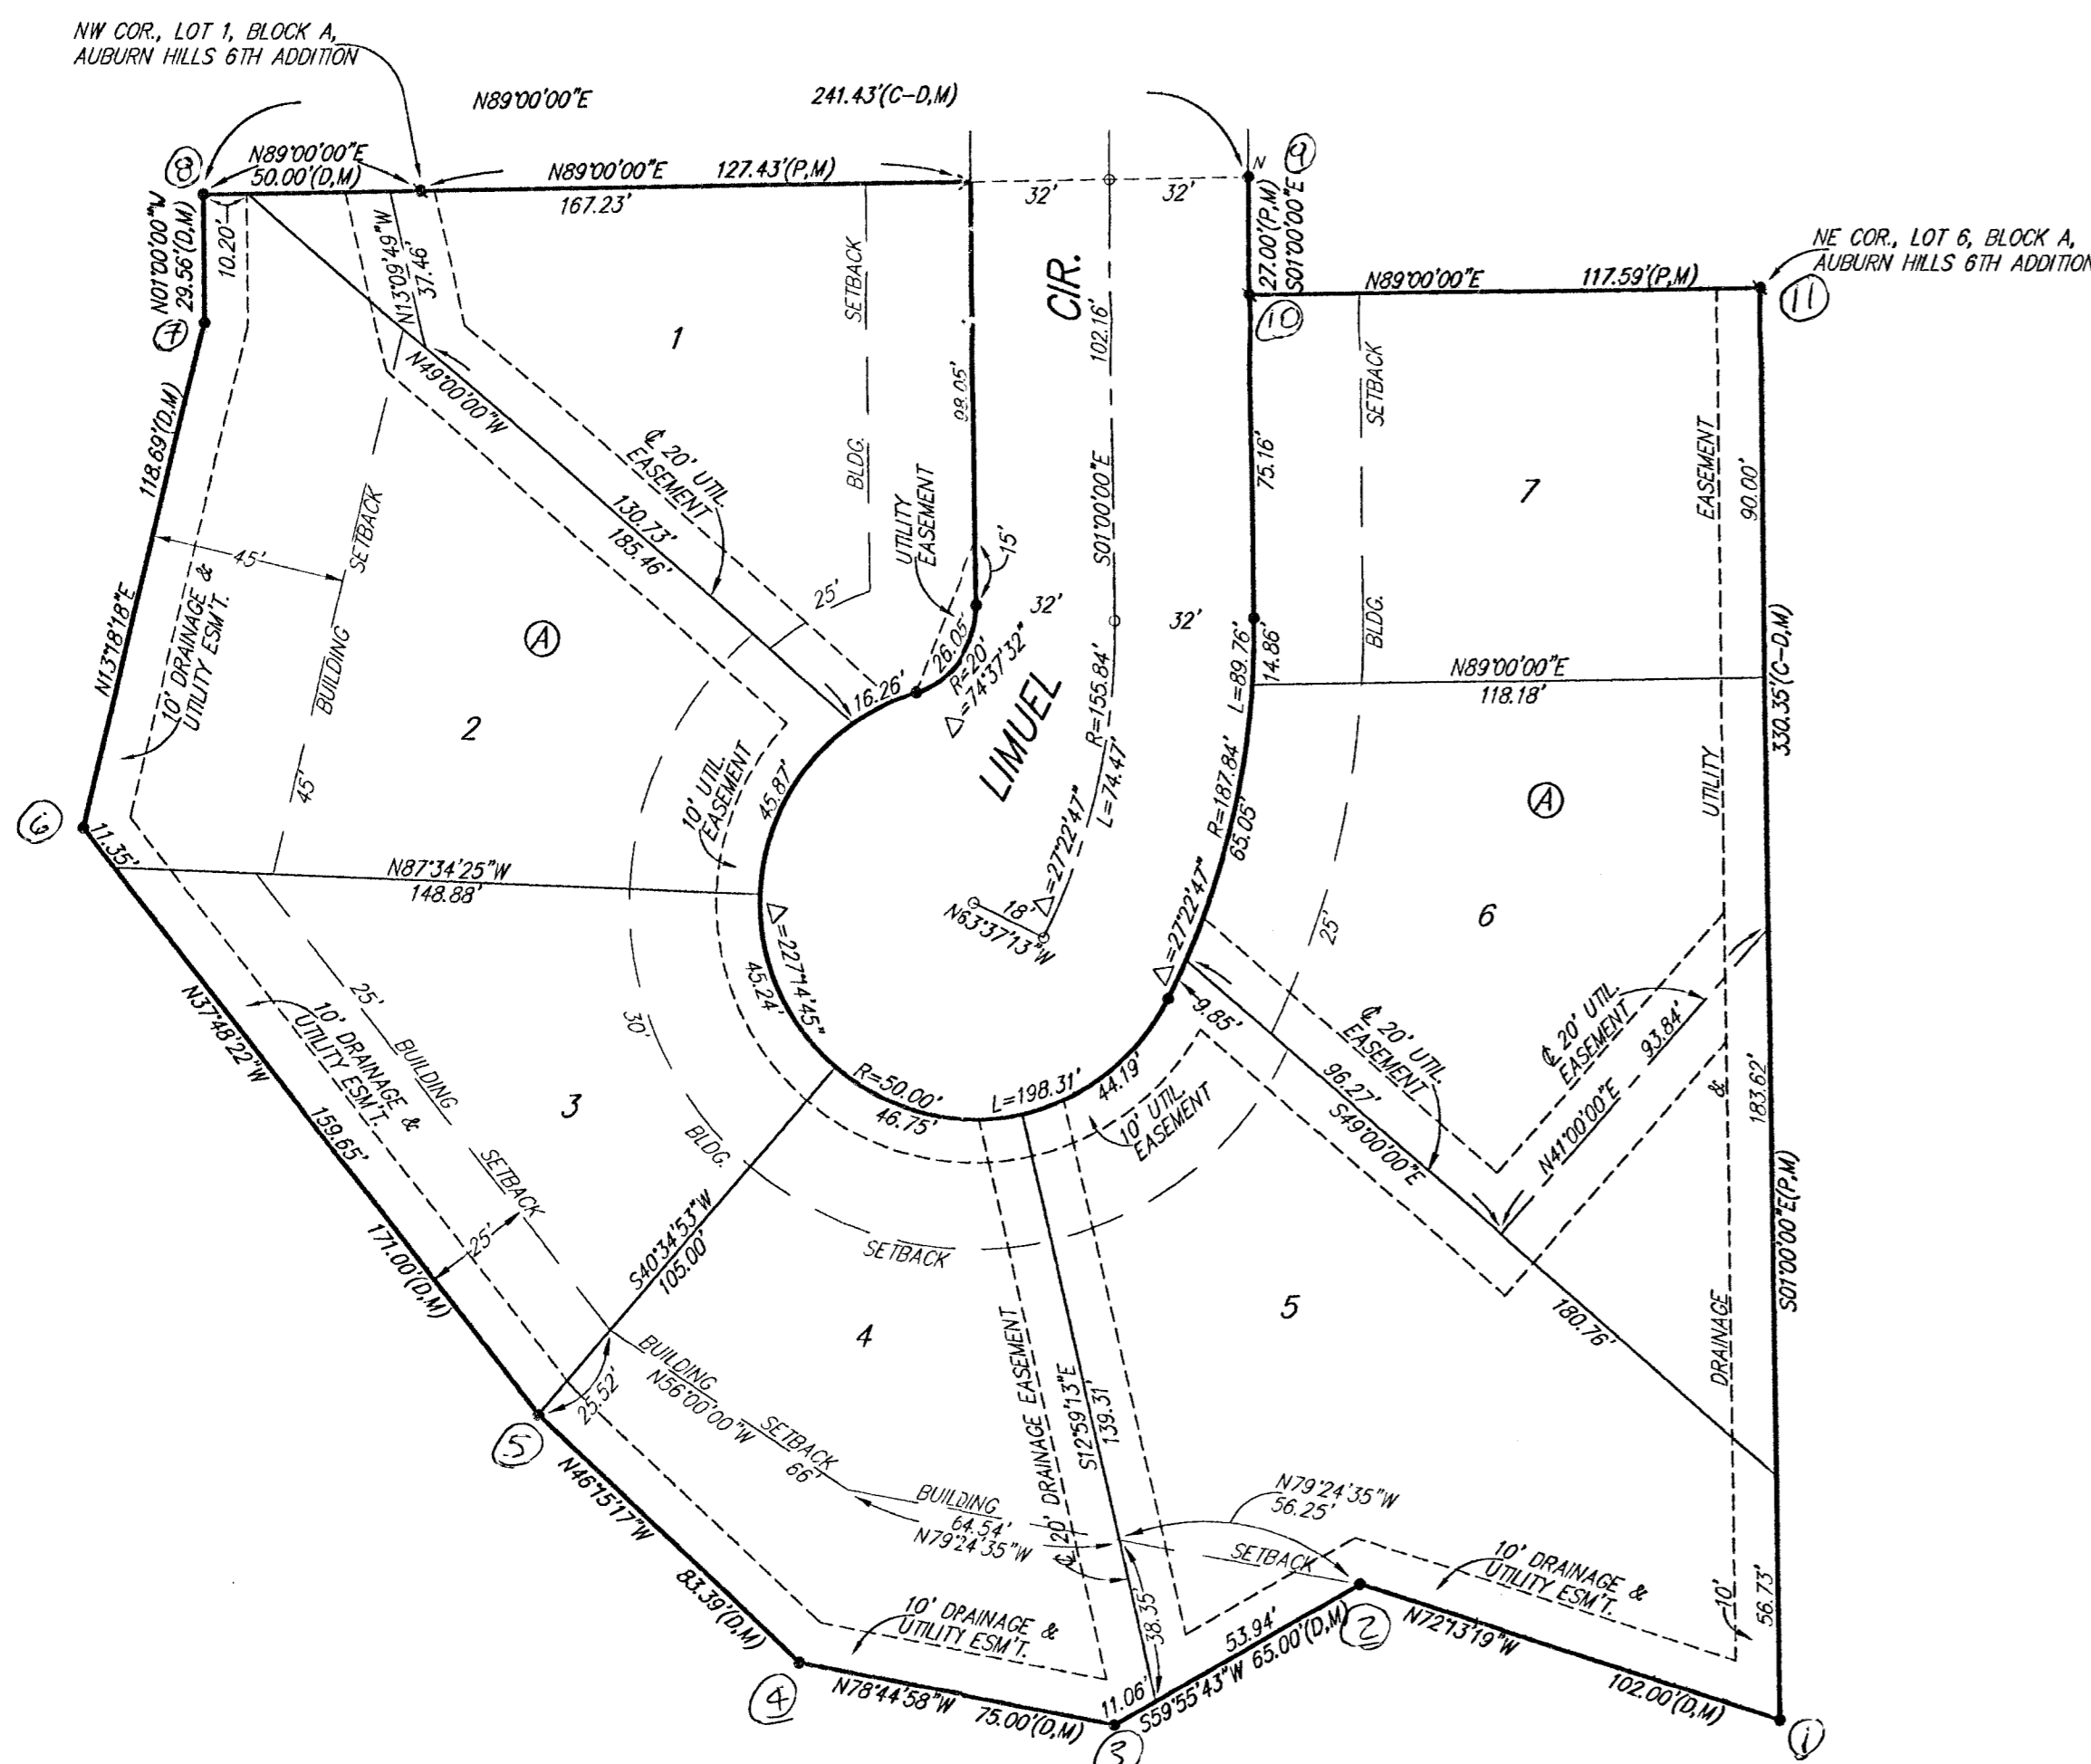 NW COR., LOT 1, BLOCK A,
AUBURN HILLS 6TH ADDITION
N89°00'00"E 241.43'(C-D,M)
8
N89°00'00"E
50.00'(D,M)
N89°00'00"E 127.43'(P,M)
167.23'
32' 32'
N
9
27.00'(P,M)
S01°00'00"E
NE COR., LOT 6, BLOCK A,
AUBURN HILLS 6TH ADDITION
N89°00'00"E 117.59'(P,M)
10
11
N01°00'00"W
29.56'(D,M)
10.20'
7
N13°09'49"W
37.46'
N49°00'00"W
1
SETBACK
BLDG.
98.05'
CIR.
102.16'
S01°00'00"E
75.16'
SETBACK
BLDG.
7
EASEMENT
90.00'
118.69'(D,M)
N13°18'18"E
45'
SETBACK
BUILDING
45'
10' DRAINAGE &
UTILITY ESM'T.
A
2
℄ 20' UTIL.
EASEMENT
130.73'
185.46'
25'
UTILITY
EASEMENT
15'
32' 32'
16.26'
26.05'
R=20'
Δ=74°37'32"
LIMUEL
R=155.84'
L=74.47'
Δ=27°22'47"
18'
N63°37'13"W
L=89.76'
14.86'
R=187.84'
65.05'
Δ=27°22'47"
N89°00'00"E
118.18'
330.35'(C-D,M)
UTILITY
A
6
25'
6
11.35'
N87°34'25"W
148.88'
10' UTIL.
EASEMENT
45.87'
Δ=227°14'45"
45.24'
R=50.00'
46.75'
L=198.31'
44.19'
10' UTIL.
EASEMENT
9.85'
℄ 20' UTIL.
EASEMENT
96.27'
S49°00'00"E
℄ 20' UTIL.
EASEMENT
93.84'
N41°00'00"E
&
183.62'
S01°00'00"E(P,M)
N37°48'22"W
159.65'
171.00'(D,M)
10' DRAINAGE &
UTILITY ESM'T.
25'
BUILDING
SETBACK
25'
3
30'
BLDG.
SETBACK
S40°34'53"W
105.00'
25.52'
5
4
5
180.76'
DRAINAGE
BUILDING
N56°00'00"W
SETBACK
66'
BUILDING
64.54'
N79°24'35"W
℄ 20' DRAINAGE EASEMENT
S12°59'13"E
139.31'
N79°24'35"W
56.25'
SETBACK
38.35'
10' DRAINAGE &
UTILITY ESM'T.
10'
56.73'
N46°15'17"W
83.39'(D,M)
10' DRAINAGE &
UTILITY ESM'T.
4
N78°44'58"W 75.00'(D,M)
11.06'
53.94'
S59°55'43"W 65.00'(D,M)
2
N72°13'19"W 102.00'(D,M)
3
1